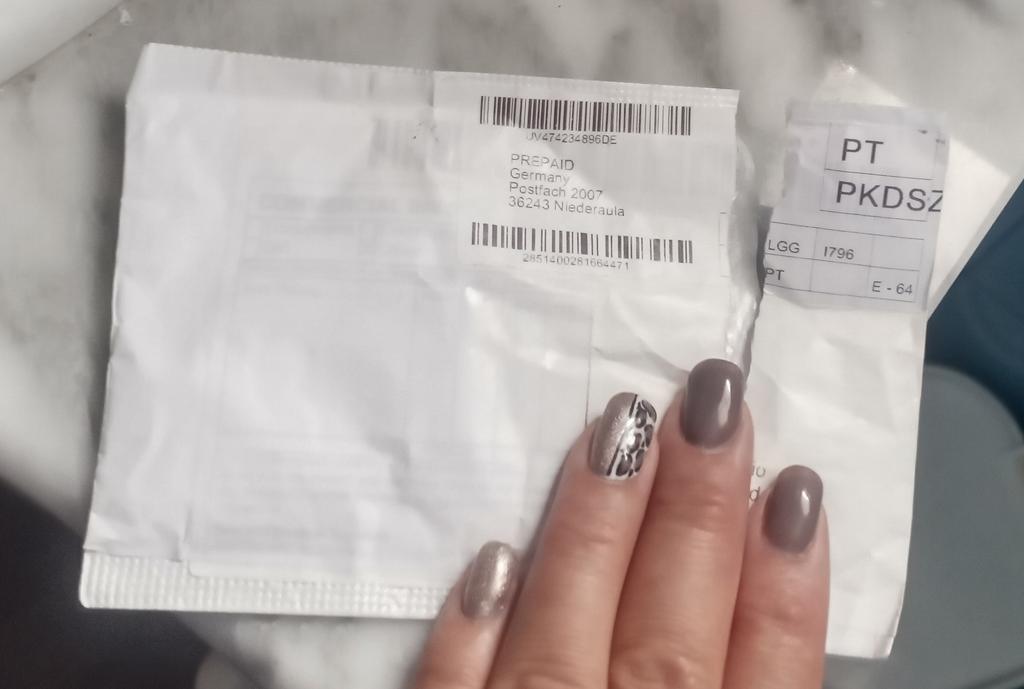 UV474234896DE
PREPAID
Germany
Postfach 2007
36243 Niederaula
2851400281664471
PT
PKDSZ
LGG I796
PT E - 64